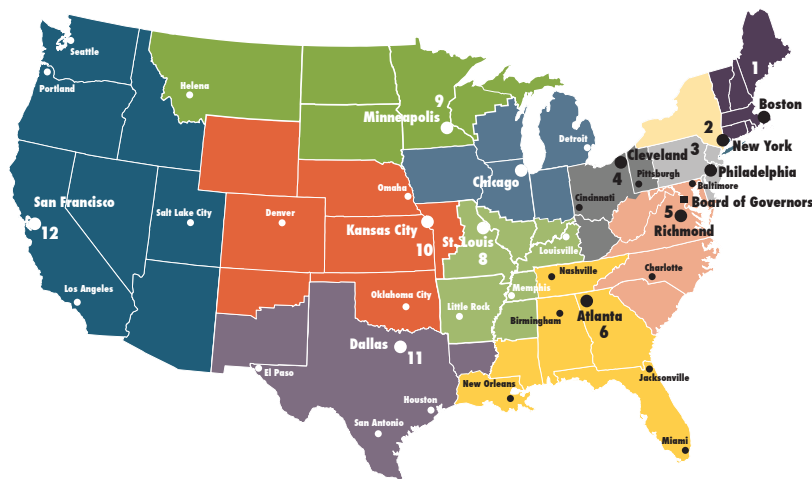 Seattle
Portland
Helena
9
Minneapolis
1
Boston
2
New York
Detroit
3
Cleveland
4
Pittsburgh
Philadelphia
Baltimore
Chicago
Omaha
Cincinnati
Board of Governors
5
Richmond
San Francisco
12
Salt Lake City
Denver
Kansas City
10
St. Louis
8
Louisville
Los Angeles
Oklahoma City
Little Rock
Memphis
Nashville
Charlotte
Birmingham
Atlanta
6
Dallas
11
El Paso
Houston
San Antonio
New Orleans
Jacksonville
Miami